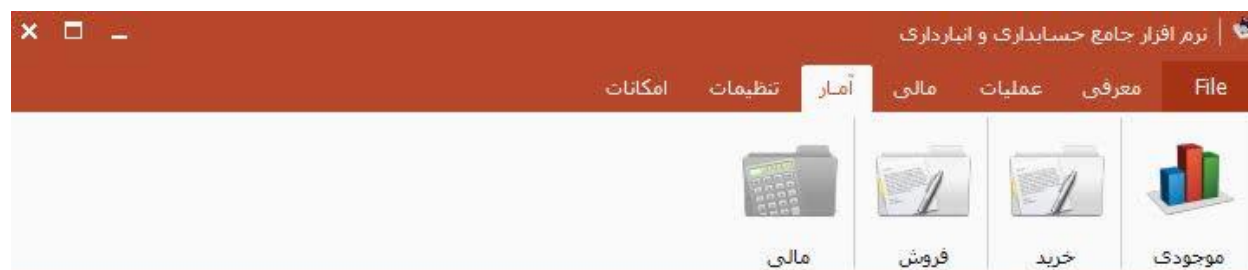 نرم افزار جامع حسابداری و انبارداری
File معرفی عملیات مالی آمار تنظیمات امکانات
موجودی خرید فروش مالی